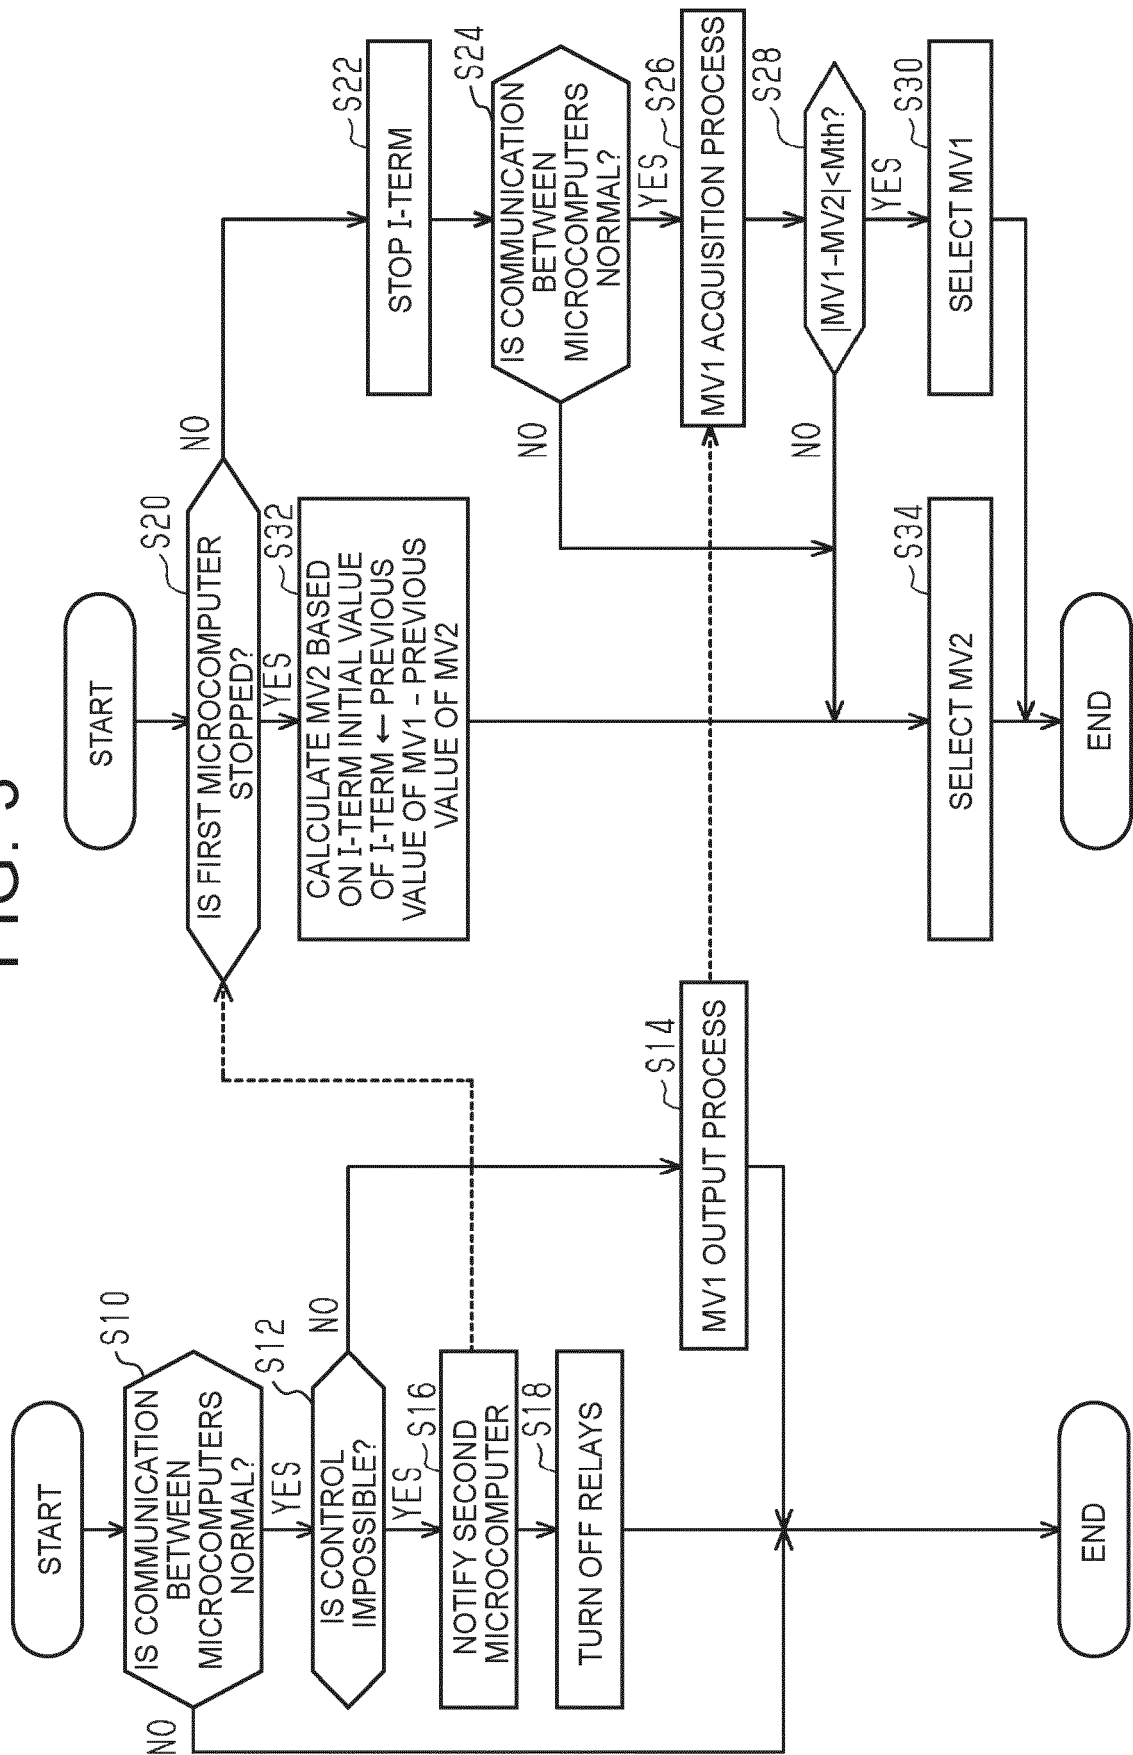 START
IS COMMUNICATION
BETWEEN
MICROCOMPUTERS
NORMAL?
S10
NO
YES
IS CONTROL
IMPOSSIBLE?
S12
NO
YES
NOTIFY SECOND
MICROCOMPUTER
S16
TURN OFF RELAYS
S18
MV1 OUTPUT PROCESS
S14
END
START
IS FIRST MICROCOMPUTER
STOPPED?
S20
NO
YES
CALCULATE MV2 BASED
ON I-TERM INITIAL VALUE
OF I-TERM ← PREVIOUS
VALUE OF MV1 - PREVIOUS
VALUE OF MV2
S32
STOP I-TERM
S22
IS COMMUNICATION
BETWEEN
MICROCOMPUTERS
NORMAL?
S24
NO
YES
MV1 ACQUISITION PROCESS
S26
|MV1-MV2|<Mth?
S28
NO
YES
SELECT MV1
S30
SELECT MV2
S34
END